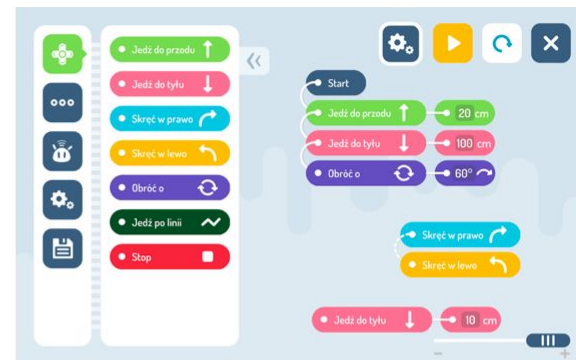 Jedź do przodu
Jedź do tyłu
Skręć w prawo
Skręć w lewo
Obróć o
Jedź po linii
Stop
Start
Jedź do przodu 20 cm
Jedź do tyłu 100 cm
Obróć o 60°
Skręć w prawo
Skręć w lewo
Jedź do tyłu 10 cm